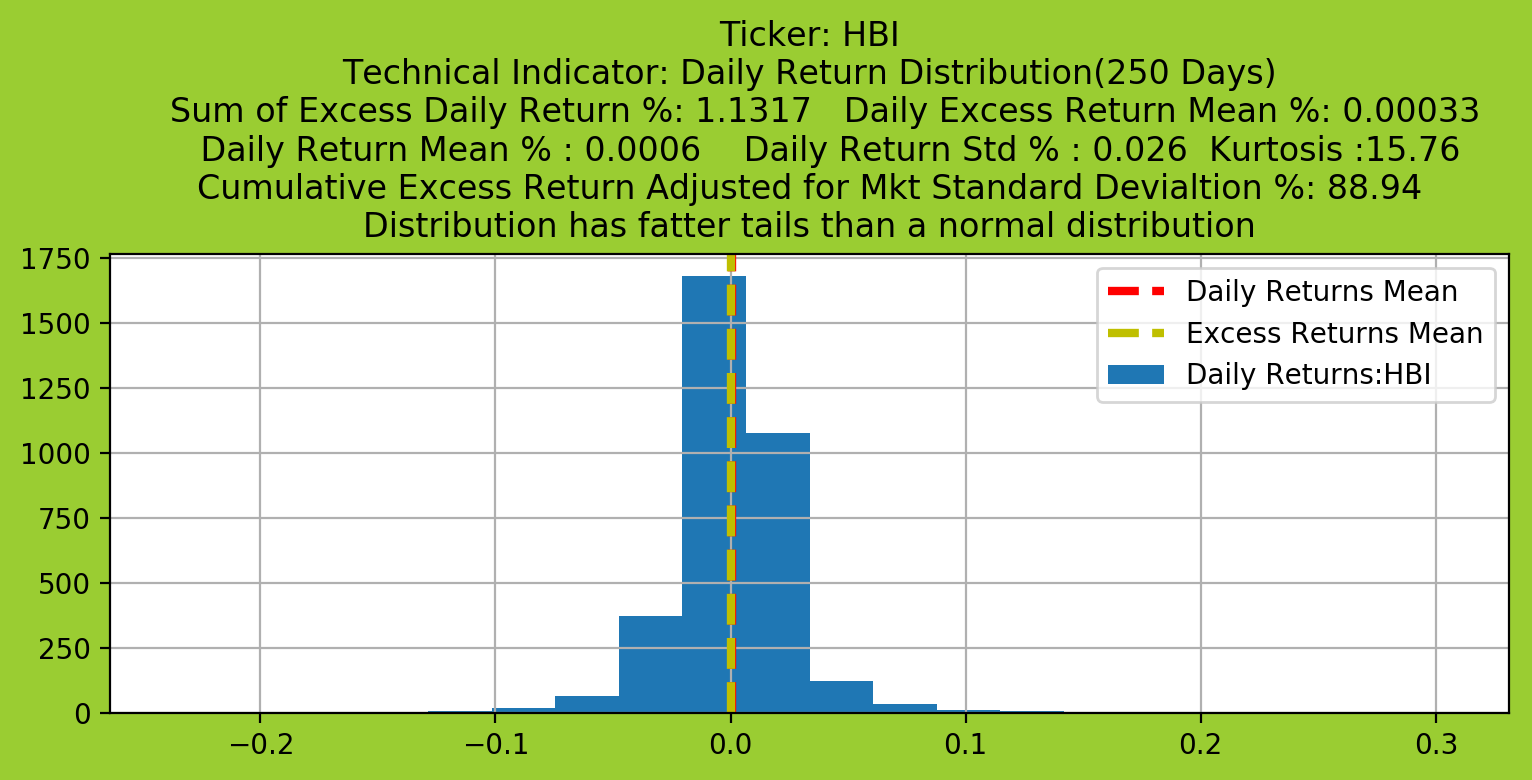 Ticker: HBI
Technical Indicator: Daily Return Distribution(250 Days)
Sum of Excess Daily Return %: 1.1317   Daily Excess Return Mean %: 0.00033
Daily Return Mean % : 0.0006    Daily Return Std % : 0.026  Kurtosis :15.76
Cumulative Excess Return Adjusted for Mkt Standard Devialtion %: 88.94
Distribution has fatter tails than a normal distribution
1750
1500
1250
1000
750
500
250
0
Daily Returns Mean
Excess Returns Mean
Daily Returns:HBI
−0.2 −0.1 0.0 0.1 0.2 0.3